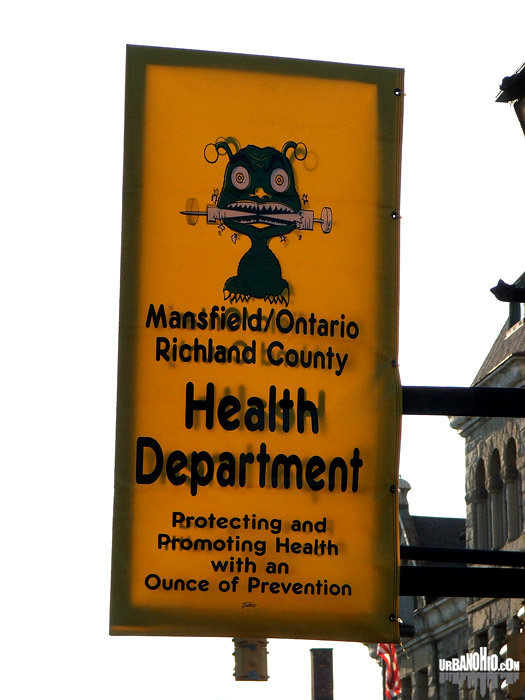 Mansfield/Ontario
Richland County
Health
Department
Protecting and
Promoting Health
with an
Ounce of Prevention
URBANOHIO.COM